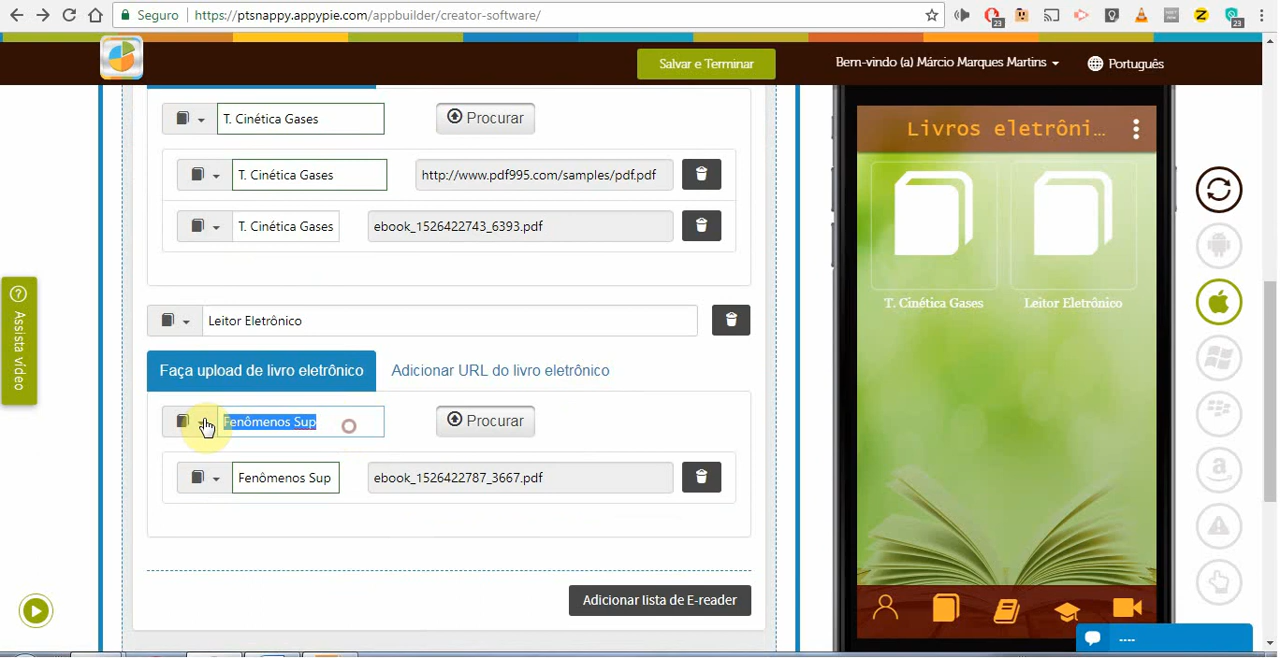 Seguro
https://ptsnappy.appypie.com/appbuilder/creator-software/
23
23
Salvar e Terminar
Bem-vindo (a) Márcio Marques Martins
Português
T. Cinética Gases
Procurar
T. Cinética Gases
http://www.pdf995.com/samples/pdf.pdf
T. Cinética Gases
ebook_1526422743_6393.pdf
Leitor Eletrônico
Faça upload de livro eletrônico
Adicionar URL do livro eletrônico
Fenômenos Sup
Procurar
Fenômenos Sup
ebook_1526422787_3667.pdf
Adicionar lista de E-reader
Assista vídeo
Livros eletrôni...
T. Cinética Gases
Leitor Eletrônico
----